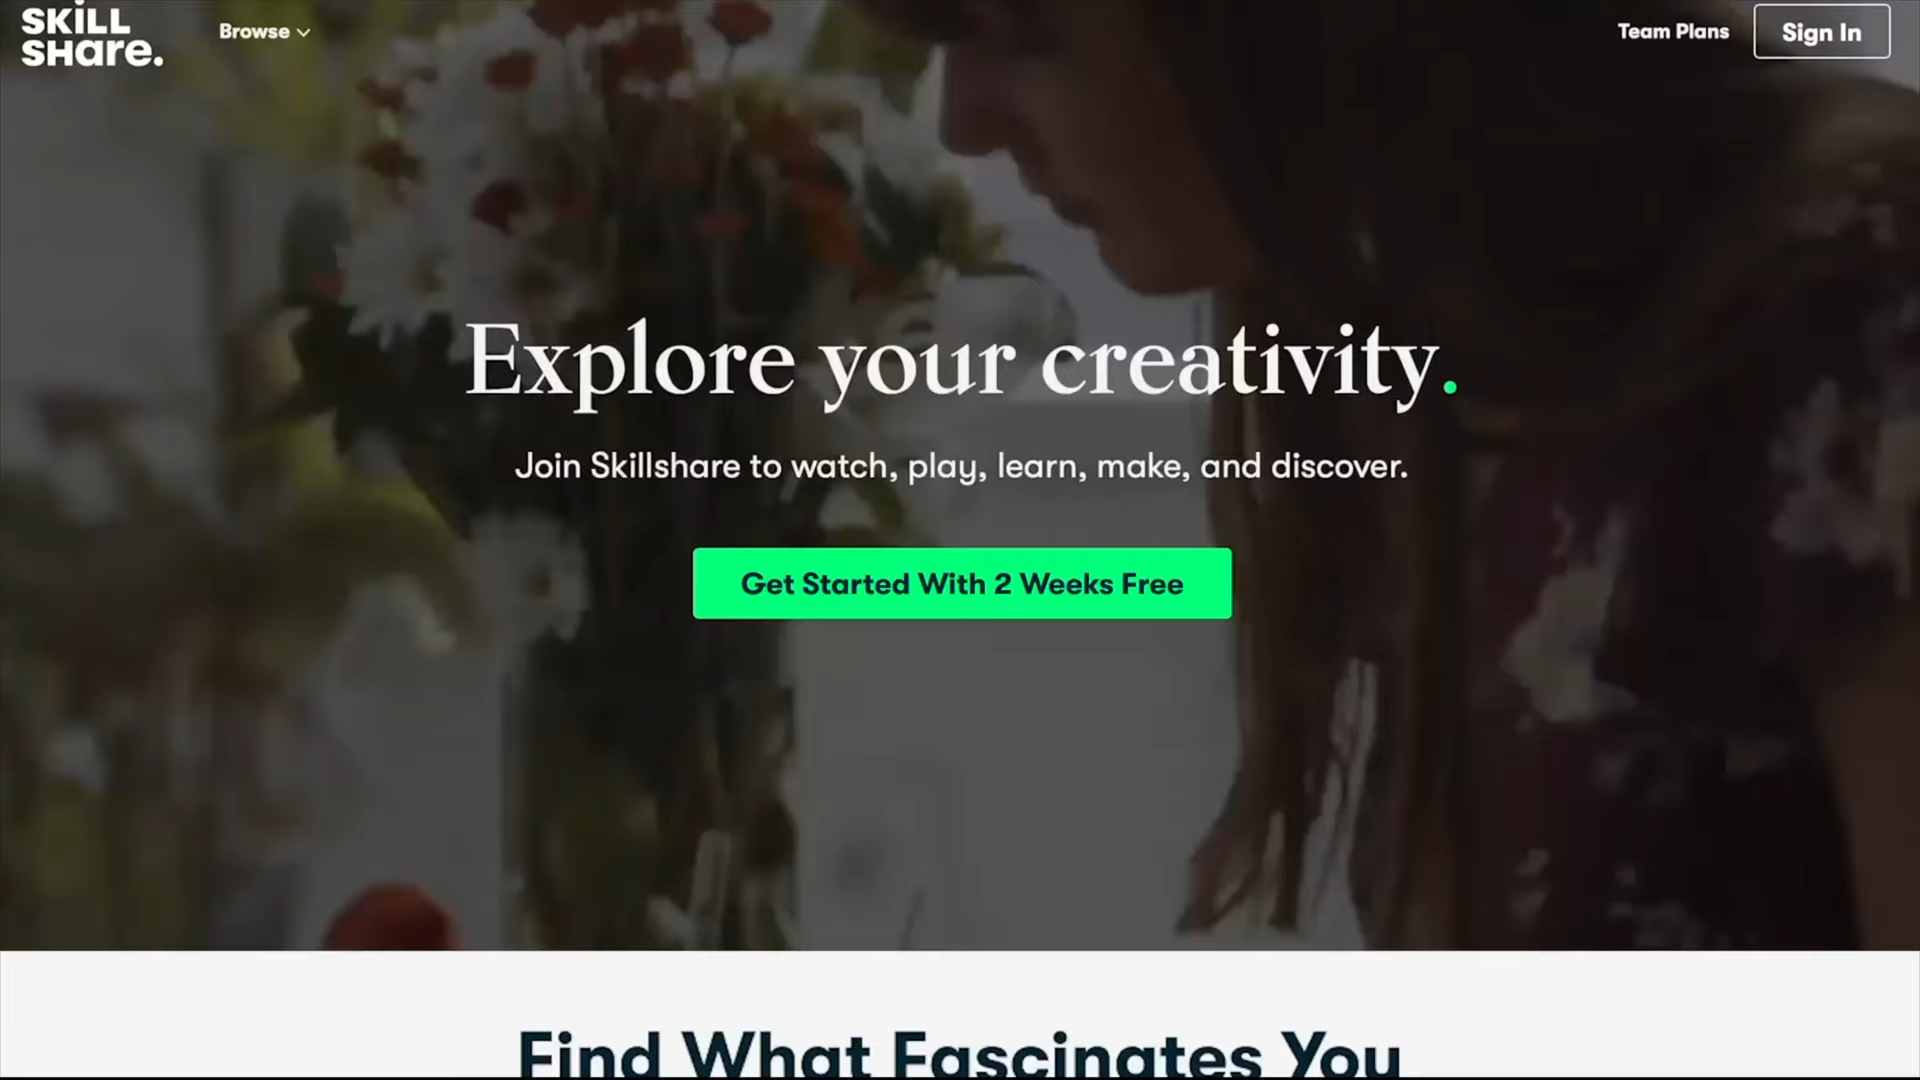 SKILL
SHare.
Browse
Team Plans
Sign In
Explore your creativity.
Join Skillshare to watch, play, learn, make, and discover.
Get Started With 2 Weeks Free
Find What Fascinates You